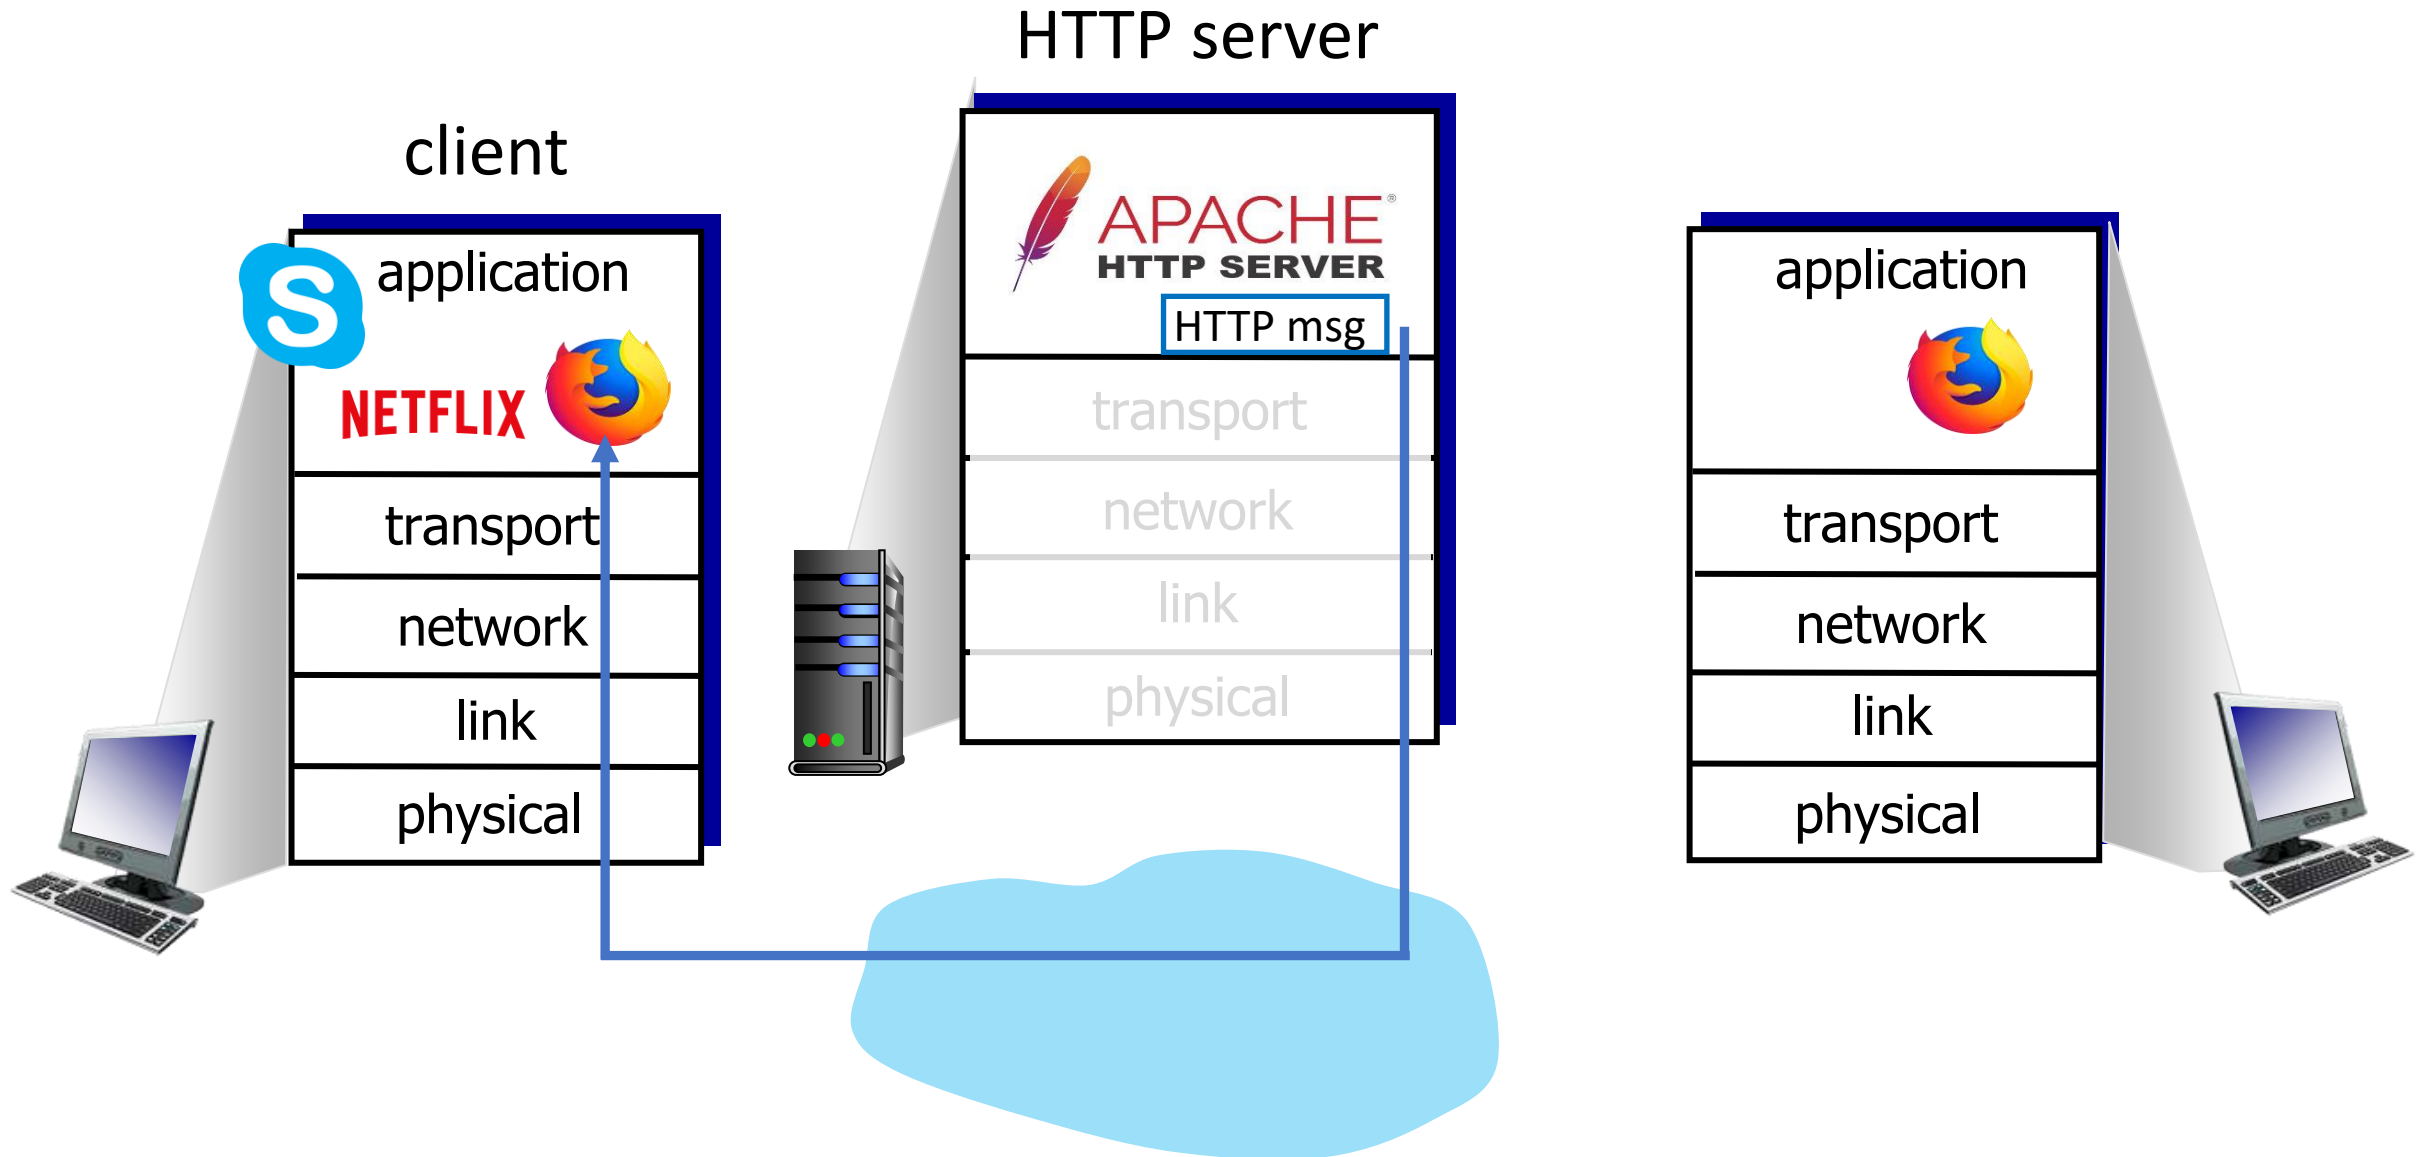 HTTP server
client
application
S
NETFLIX
transport
network
link
physical
APACHE®
HTTP SERVER
HTTP msg
transport
network
link
physical
application
transport
network
link
physical